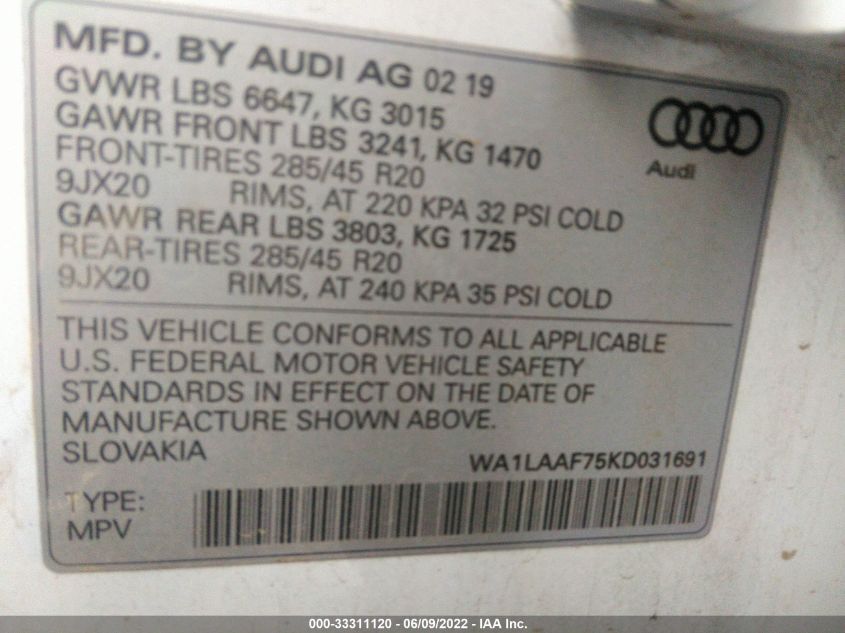 MFD. BY AUDI AG 02 19
GVWR LBS 6647, KG 3015
GAWR FRONT LBS 3241, KG 1470
FRONT-TIRES 285/45 R20
9JX20 RIMS, AT 220 KPA 32 PSI COLD
GAWR REAR LBS 3803, KG 1725
REAR-TIRES 285/45 R20
9JX20 RIMS, AT 240 KPA 35 PSI COLD
Audi
THIS VEHICLE CONFORMS TO ALL APPLICABLE
U.S. FEDERAL MOTOR VEHICLE SAFETY
STANDARDS IN EFFECT ON THE DATE OF
MANUFACTURE SHOWN ABOVE.
SLOVAKIA WA1LAAF75KD031691
TYPE:
MPV
000-33311120 - 06/09/2022 - IAA Inc.